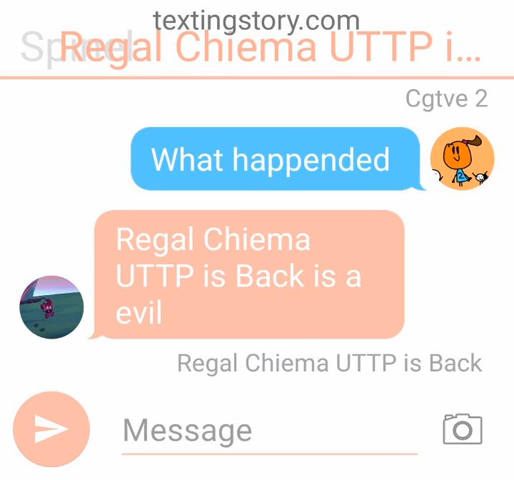 textingstory.com
Spinel
Regal Chiema UTTP i...
Cgtve 2
What happended
Regal Chiema
UTTP is Back is a
evil
Regal Chiema UTTP is Back
Message